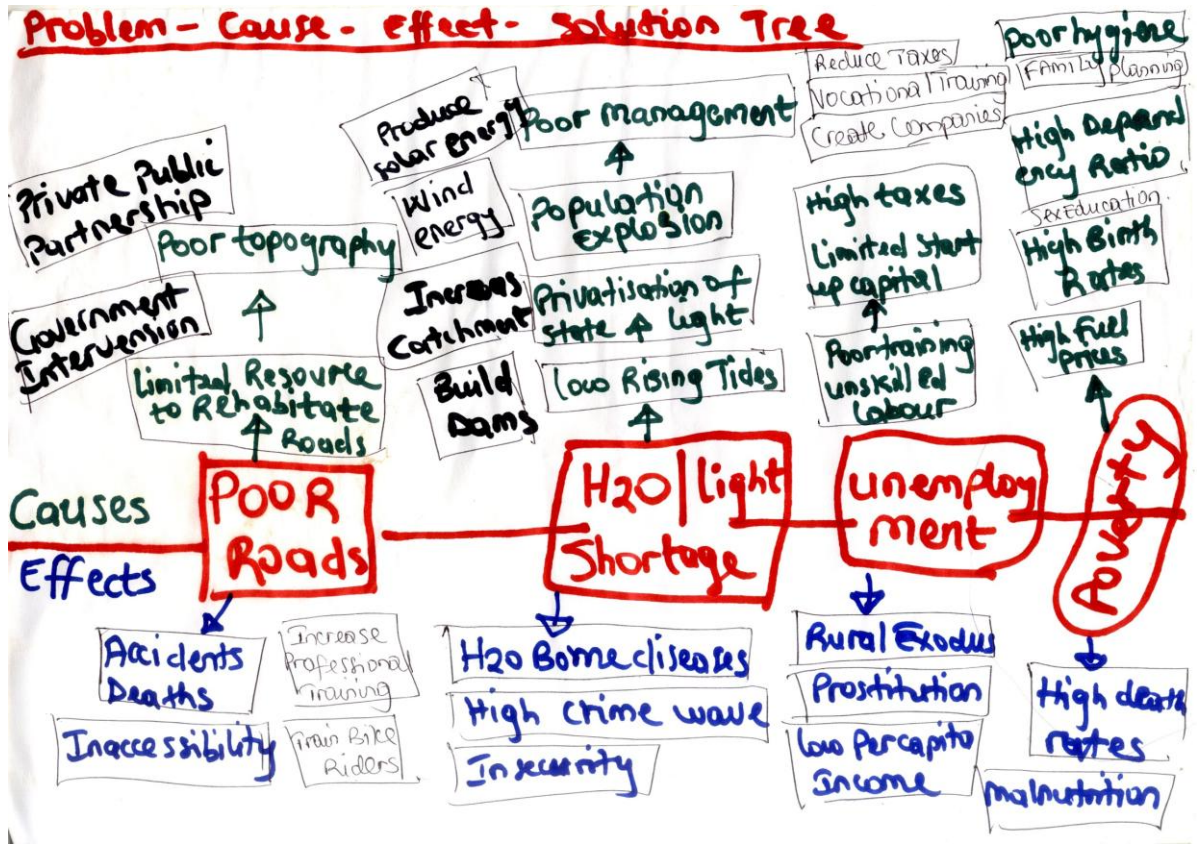 Problem - Cause - Effect - Solution Tree
Private Public
Partnership
Poor topography
Government
Intervention
Limited Resource
to Rehabitate
Roads
Produce
solar energy
Wind
energy
Increas
Catchment
Build
Dams
Poor management
Population
explosion
Privatisation of
state light
low Rising Tides
Reduce Taxes
Vocational Training
Create Companies
High taxes
Limited Start
up capital
Poor training
unskilled
labour
Poor hygiene
FAMILY planning
High Depend
ency Ratio
Sex Education
High Birth
Rates
High Fuel
Prices
Causes
Effects
POOR
Roads
H2O | light
Shortage
unemploy
ment
Poverty
Accidents
Deaths
Inaccessibility
Increase
Professional
Training
Train Bike
Riders
H2O Borne diseases
High crime wave
Insecurity
Rural Exodus
Prostitution
low Percapita
Income
High death
rates
malnutrition